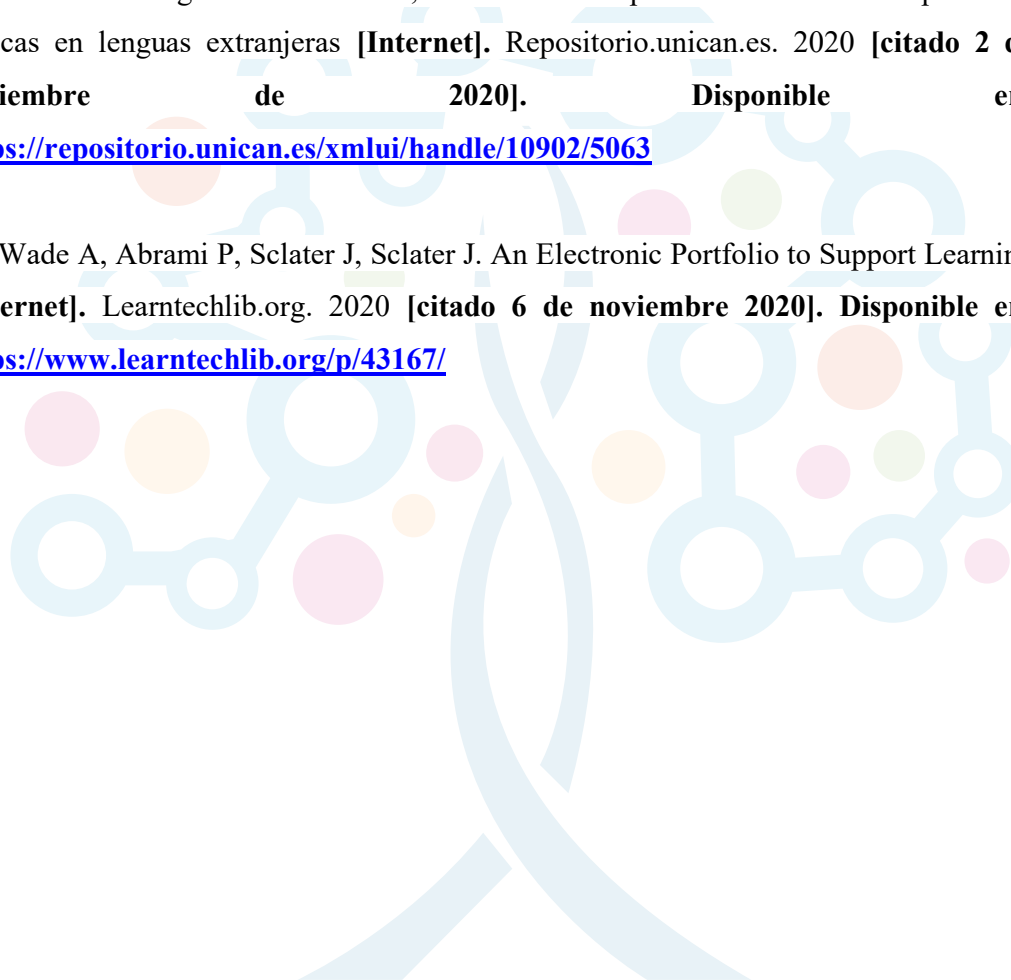 cas en lenguas extranjeras [Internet]. Repositorio.unican.es. 2020 [citado 2
iembre de 2020]. Disponible
os://repositorio.unican.es/xmlui/handle/10902/5063
Wade A, Abrami P, Sclater J, Sclater J. An Electronic Portfolio to Support Learnin
ernet]. Learntechlib.org. 2020 [citado 6 de noviembre 2020]. Disponible en
os://www.learntechlib.org/p/43167/